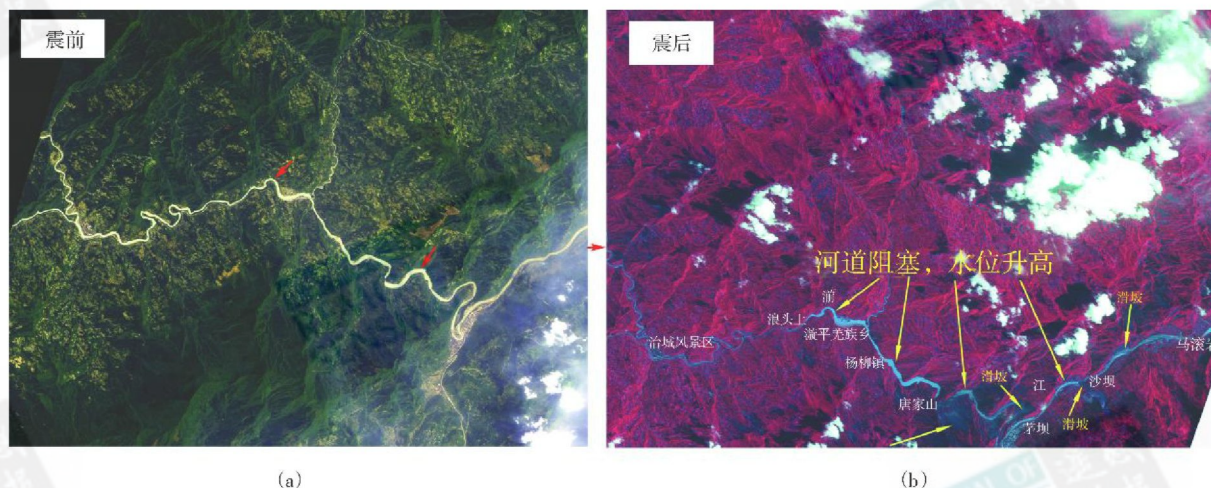 震前
震后
河道阻塞，水位升高
湔
滑坡
浪头上
治城风景区
漩平羌族乡
马滚岩
杨柳镇
滑坡
江
沙坝
唐家山
茅坝
滑坡
(a)
(b)